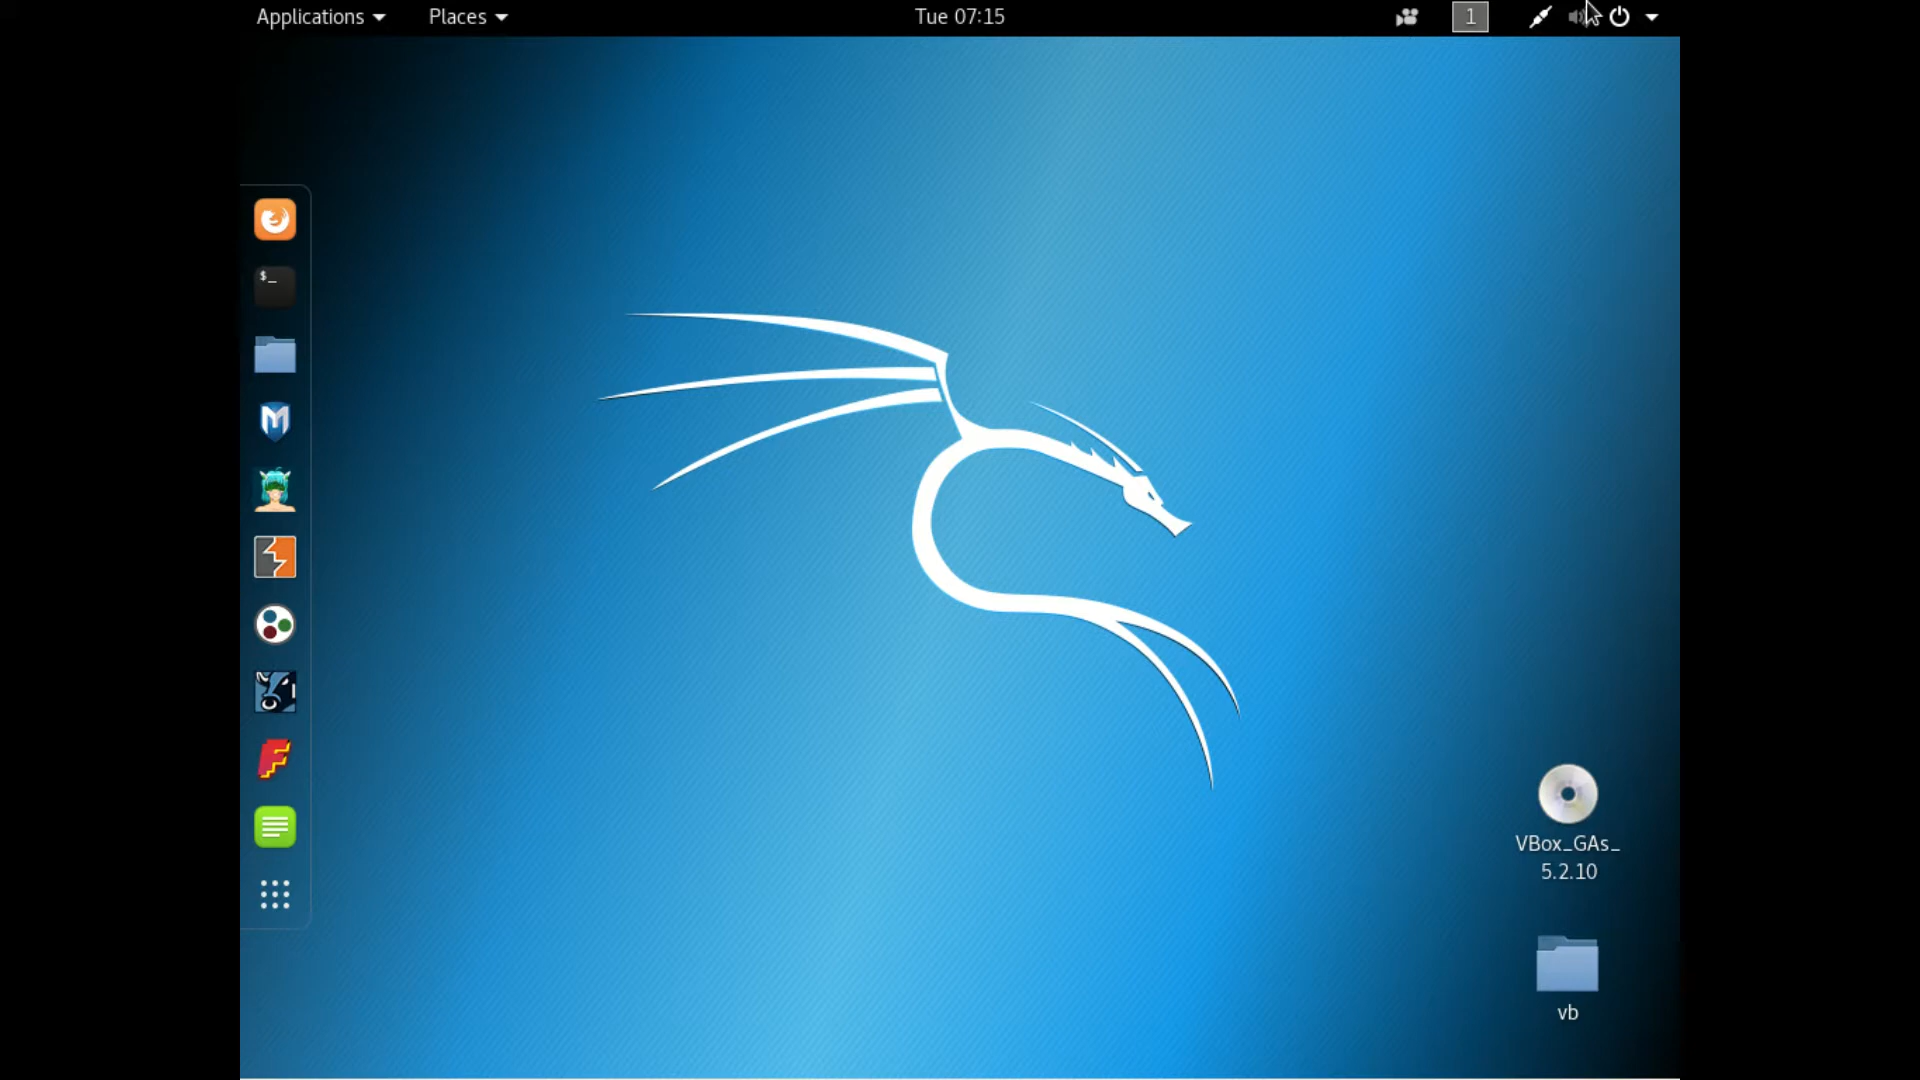 Applications
Places
Tue 07:15
1
$_
VBox_GAs_
5.2.10
vb